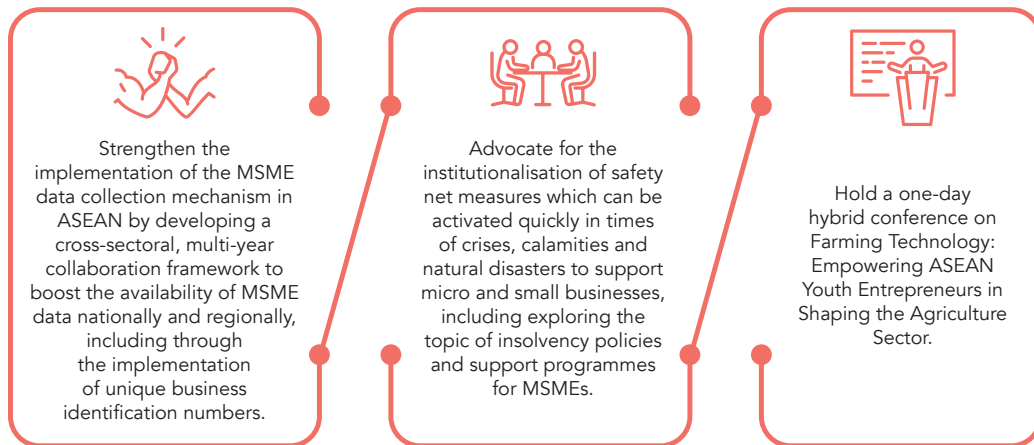 Strengthen the
implementation of the MSME
data collection mechanism in
ASEAN by developing a
cross-sectoral, multi-year
collaboration framework to
boost the availability of MSME
data nationally and regionally,
including through
the implementation
of unique business
identification numbers.
Advocate for the
institutionalisation of safety
net measures which can be
activated quickly in times
of crises, calamities and
natural disasters to support
micro and small businesses,
including exploring the
topic of insolvency policies
and support programmes
for MSMEs.
Hold a one-day
hybrid conference on
Farming Technology:
Empowering ASEAN
Youth Entrepreneurs in
Shaping the Agriculture
Sector.